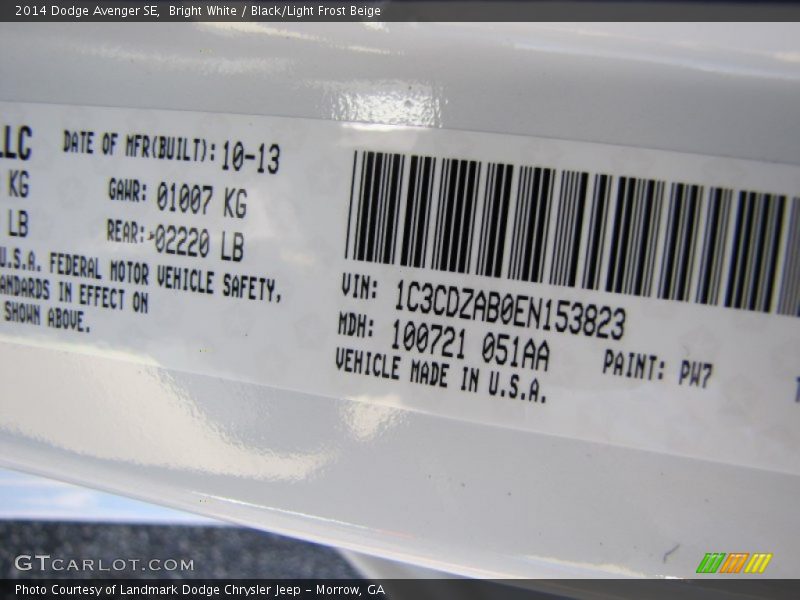 2014 Dodge Avenger SE,  Bright White / Black/Light Frost Beige
LLC
DATE OF MFR(BUILT): 10-13
KG
GAWR: 01007 KG
LB
REAR: 02220 LB
U.S.A. FEDERAL MOTOR VEHICLE SAFETY,
ANDARDS IN EFFECT ON
SHOWN ABOVE.
VIN: 1C3CDZAB0EN153823
MDH: 100721 051AA
PAINT: PW7
VEHICLE MADE IN U.S.A.
GTCARLOT.COM
Photo Courtesy of Landmark Dodge Chrysler Jeep – Morrow, GA